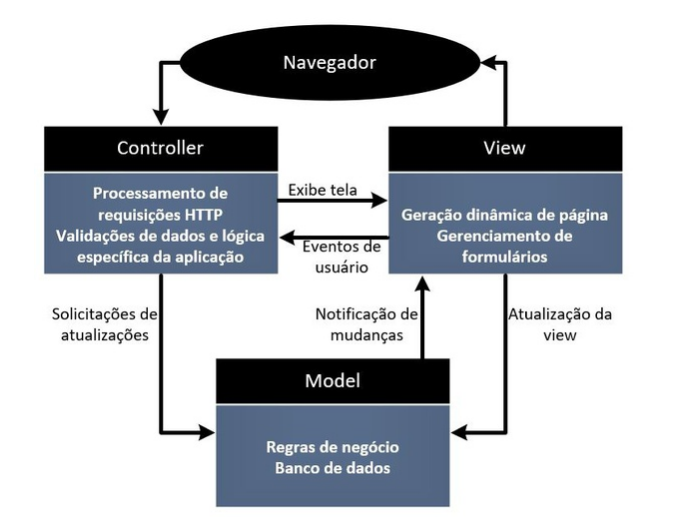 Navegador
Controller
Processamento de
requisições HTTP
Validações de dados e lógica
específica da aplicação
View
Geração dinâmica de página
Gerenciamento de
formulários
Exibe tela
Eventos de
usuário
Solicitações de
atualizações
Notificação de
mudanças
Atualização da
view
Model
Regras de negócio
Banco de dados